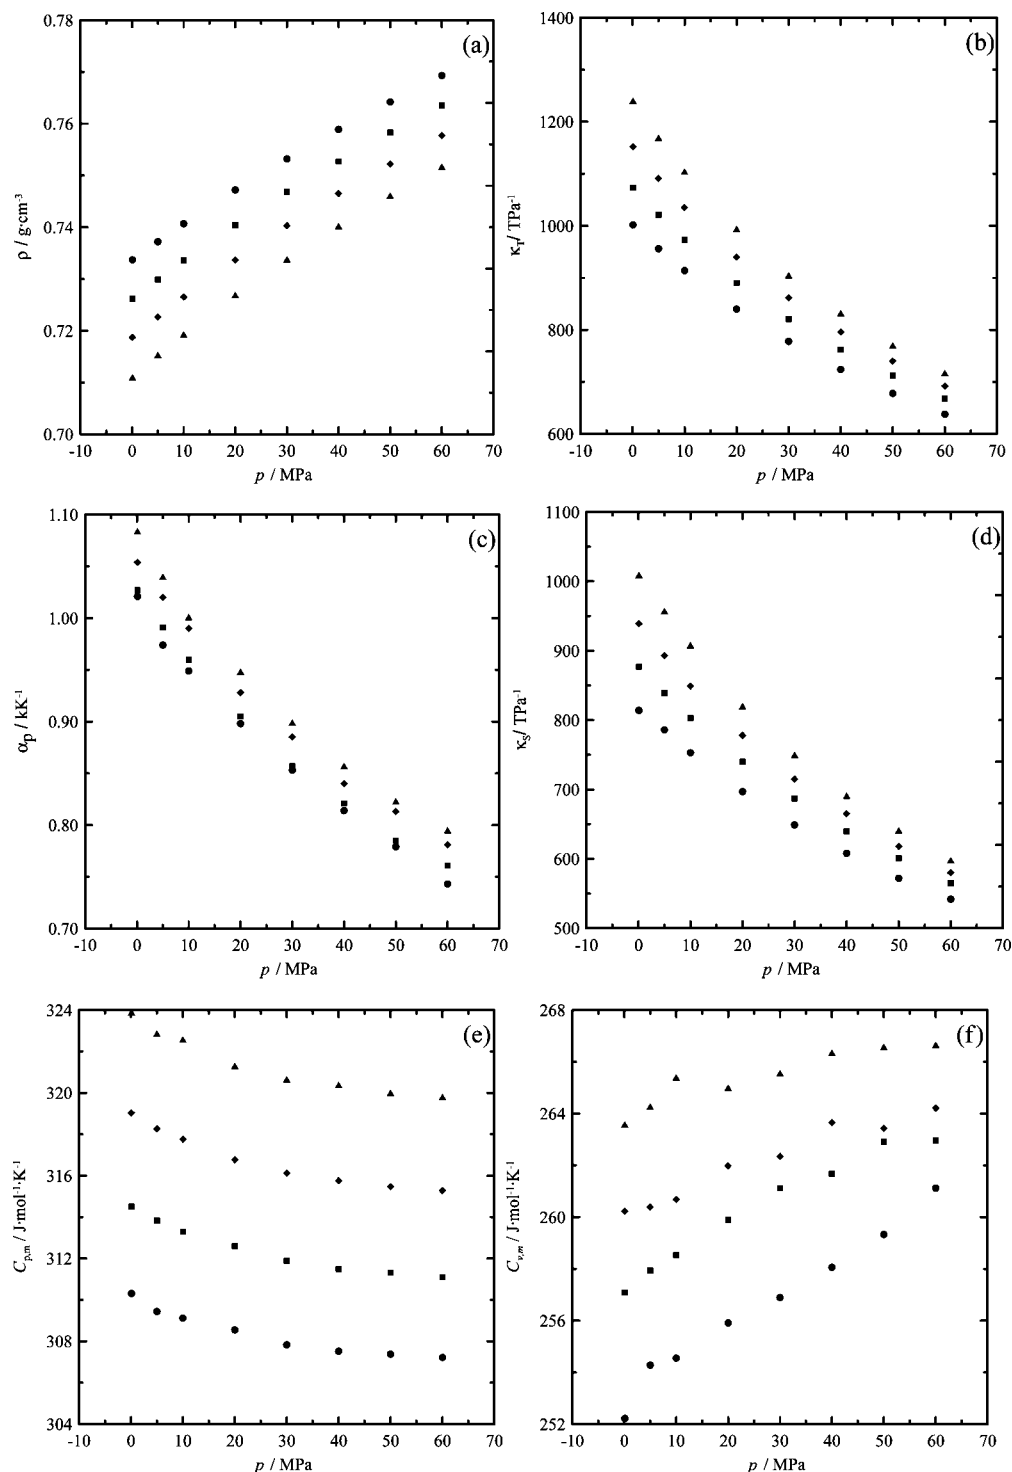 (a)
0.78
0.76
0.74
0.72
0.70
ρ / g·cm⁻³
-10 0 10 20 30 40 50 60 70
p / MPa
(b)
1400
1200
1000
800
600
κT/ TPa⁻¹
-10 0 10 20 30 40 50 60 70
p / MPa
(c)
1.10
1.00
0.90
0.80
0.70
αp / kK⁻¹
-10 0 10 20 30 40 50 60 70
p / MPa
(d)
1100
1000
900
800
700
600
500
κS/ TPa⁻¹
-10 0 10 20 30 40 50 60 70
p / MPa
(e)
324
320
316
312
308
304
Cp,m / J·mol⁻¹·K⁻¹
-10 0 10 20 30 40 50 60 70
p / MPa
(f)
268
264
260
256
252
Cv,m / J·mol⁻¹·K⁻¹
-10 0 10 20 30 40 50 60 70
p / MPa